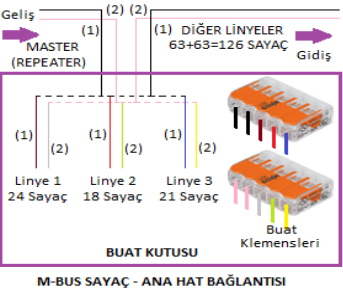 Geliş
(2) (2)
(1)
(1)
DİĞER LİNYELER
MASTER
(REPEATER)
63+63=126 SAYAÇ
Gidiş
(1)
(2)
(1)
(2)
(1)
(2)
Linye 1
24 Sayaç
Linye 2
18 Sayaç
Linye 3
21 Sayaç
Buat
Klemensleri
BUAT KUTUSU
M-BUS SAYAÇ - ANA HAT BAĞLANTISI